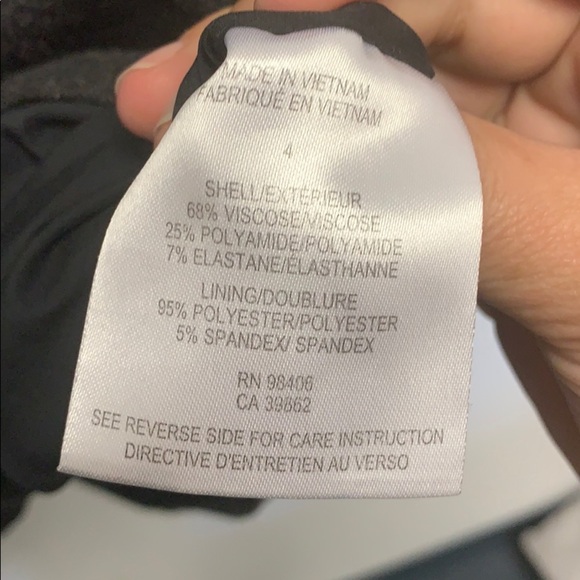 MADE IN VIETNAM
FABRIQUÉ EN VIETNAM
4
SHELL/EXTÉRIEUR
68% VISCOSE/VISCOSE
25% POLYAMIDE/POLYAMIDE
7% ELASTANE/ÉLASTHANNE
LINING/DOUBLURE
95% POLYESTER/POLYESTER
5% SPANDEX/ SPANDEX
RN 98406
CA 39862
SEE REVERSE SIDE FOR CARE INSTRUCTION
DIRECTIVE D'ENTRETIEN AU VERSO